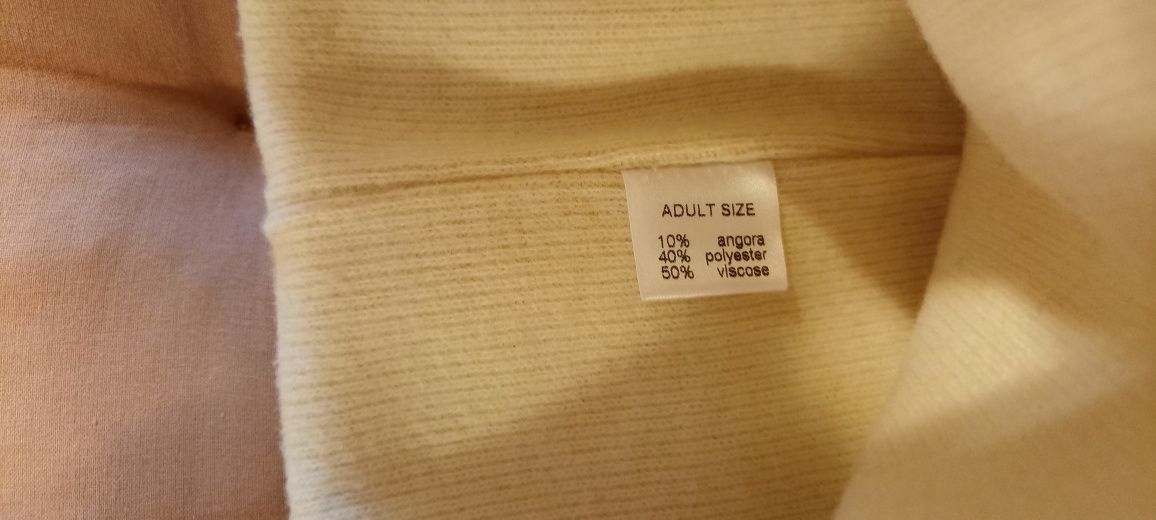 ADULT SIZE
10% angora
40% polyester
50% viscose